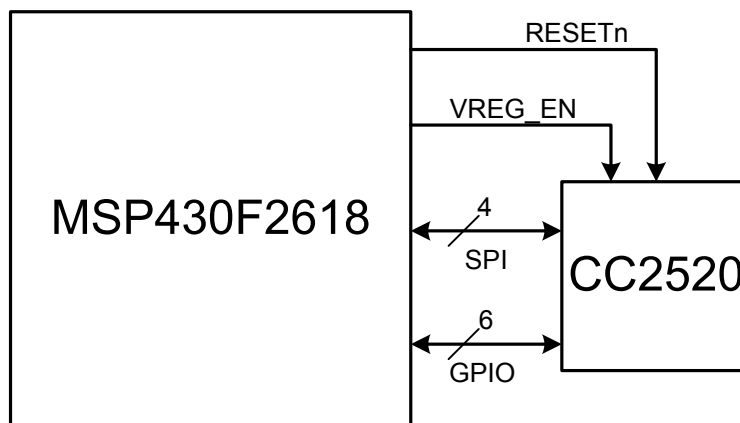 RESETn
VREG_EN
MSP430F2618
4
SPI
CC2520
6
GPIO